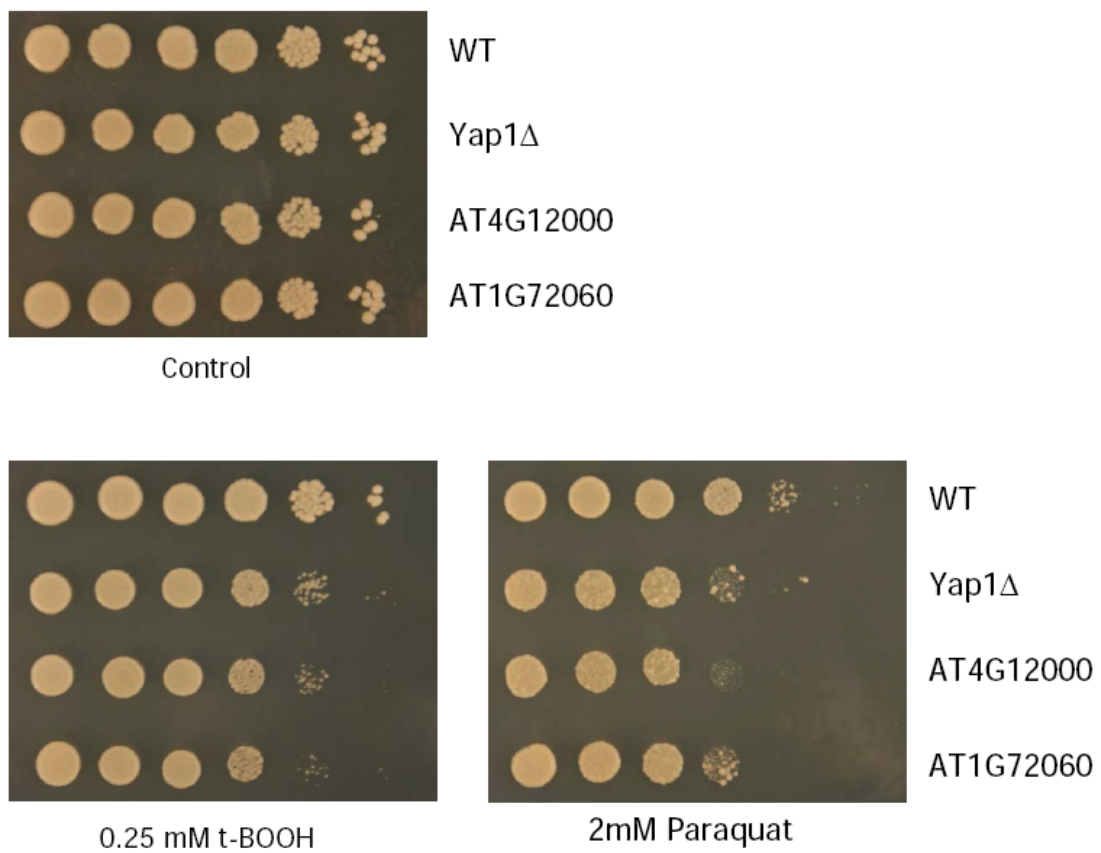 WT
Yap1Δ
AT4G12000
AT1G72060
Control
WT
Yap1Δ
AT4G12000
AT1G72060
0.25 mM t-BOOH
2mM Paraquat